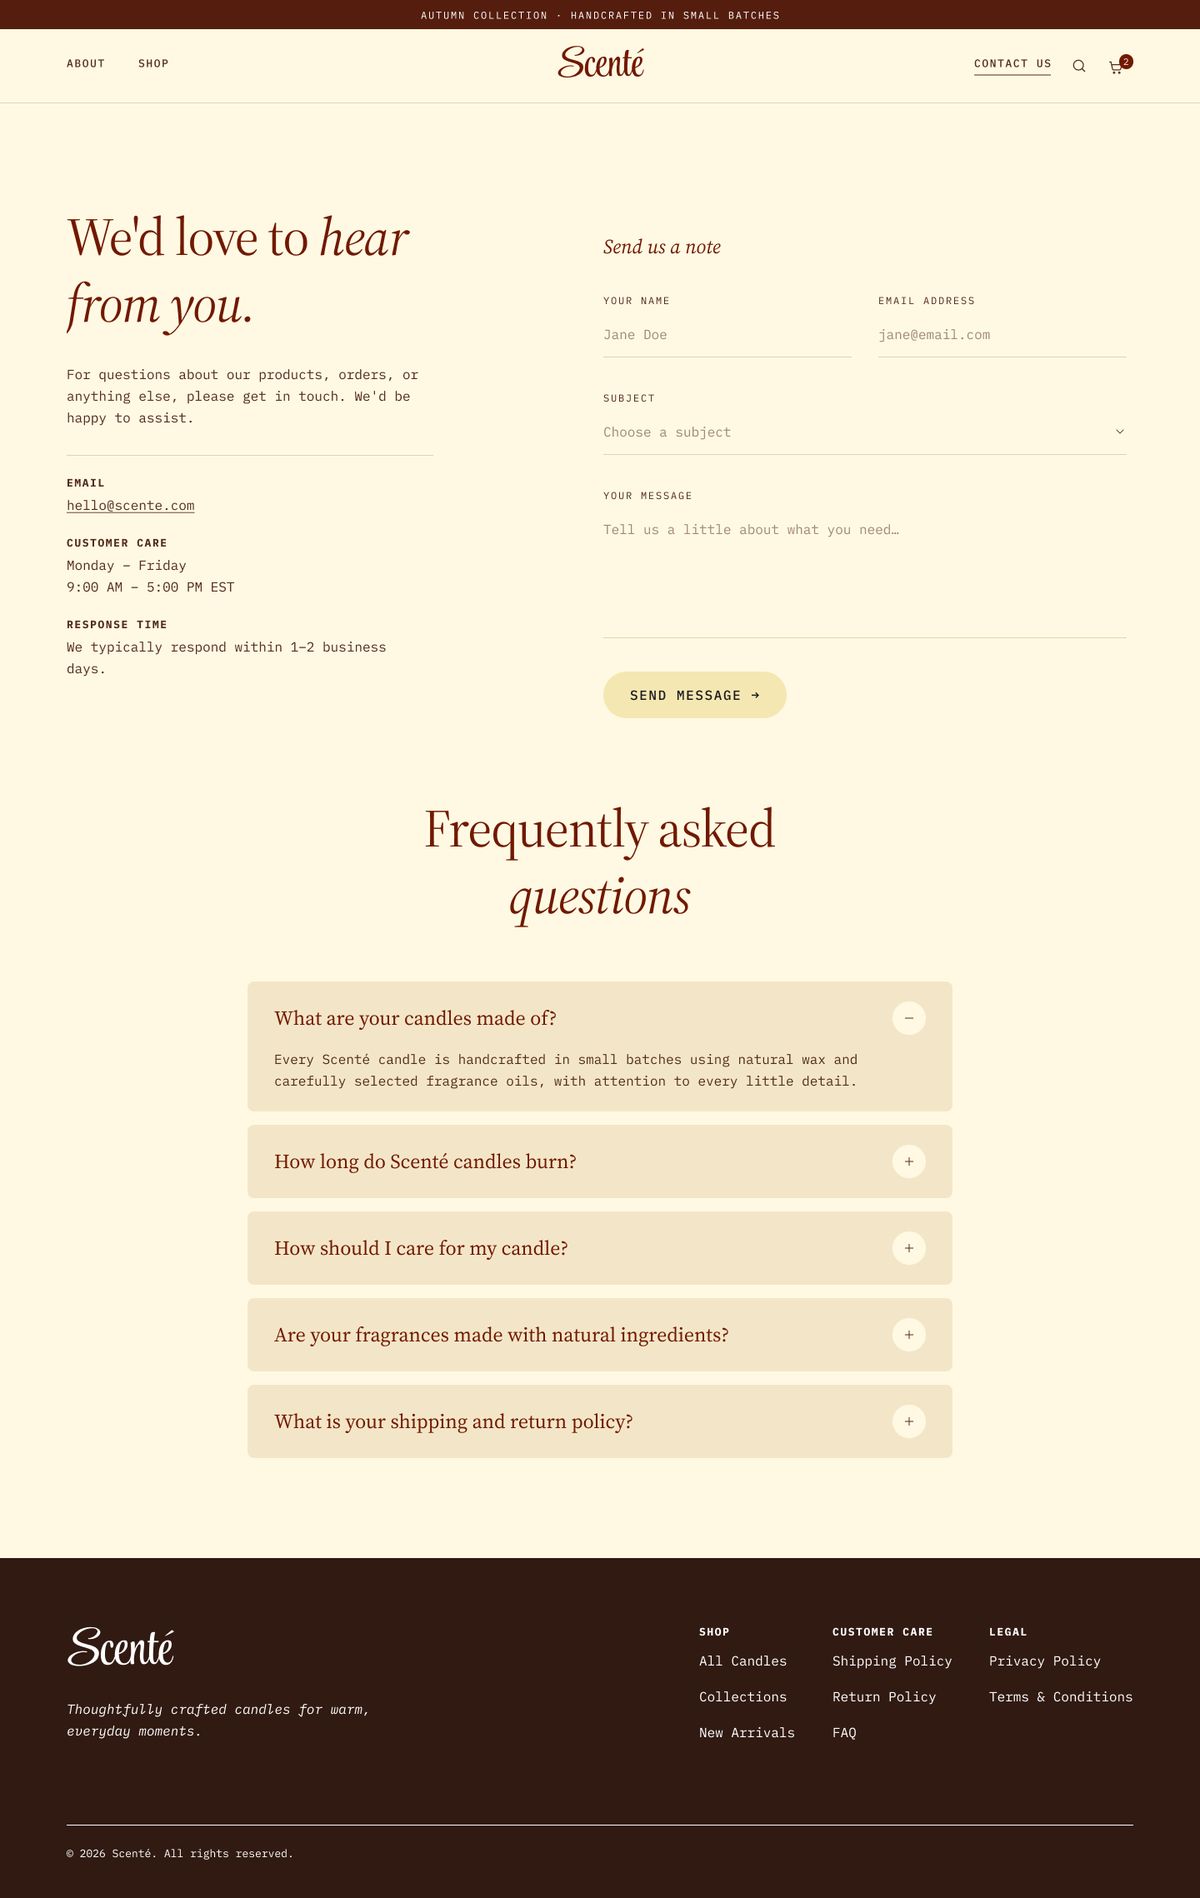 AUTUMN COLLECTION · HANDCRAFTED IN SMALL BATCHES
ABOUT SHOP
Scenté
CONTACT US
2
We'd love to hear
from you.
For questions about our products, orders, or
anything else, please get in touch. We'd be
happy to assist.
EMAIL
hello@scente.com
CUSTOMER CARE
Monday – Friday
9:00 AM – 5:00 PM EST
RESPONSE TIME
We typically respond within 1–2 business
days.
Send us a note
YOUR NAME
Jane Doe
EMAIL ADDRESS
jane@email.com
SUBJECT
Choose a subject
YOUR MESSAGE
Tell us a little about what you need…
SEND MESSAGE →
Frequently asked
questions
What are your candles made of?
Every Scenté candle is handcrafted in small batches using natural wax and
carefully selected fragrance oils, with attention to every little detail.
How long do Scenté candles burn?
How should I care for my candle?
Are your fragrances made with natural ingredients?
What is your shipping and return policy?
Scenté
Thoughtfully crafted candles for warm,
everyday moments.
SHOP
All Candles
Collections
New Arrivals
CUSTOMER CARE
Shipping Policy
Return Policy
FAQ
LEGAL
Privacy Policy
Terms & Conditions
© 2026 Scenté. All rights reserved.